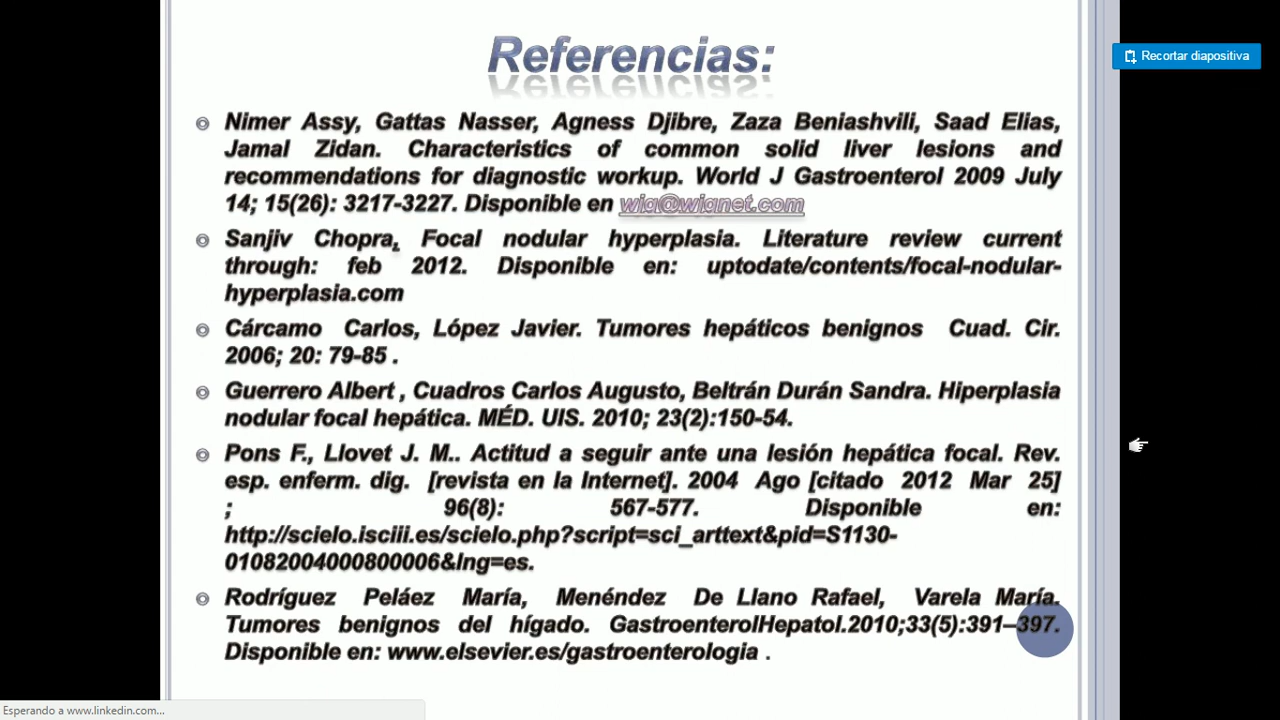 Referencias:
Recortar diapositiva
Nimer Assy, Gattas Nasser, Agness Djibre, Zaza Beniashvili, Saad Elias,
Jamal Zidan. Characteristics of common solid liver lesions and
recommendations for diagnostic workup. World J Gastroenterol 2009 July
14; 15(26): 3217-3227. Disponible en wjg@wjgnet.com
Sanjiv Chopra, Focal nodular hyperplasia. Literature review current
through: feb 2012. Disponible en: uptodate/contents/focal-nodular-
hyperplasia.com
Cárcamo Carlos, López Javier. Tumores hepáticos benignos Cuad. Cir.
2006; 20: 79-85 .
Guerrero Albert , Cuadros Carlos Augusto, Beltrán Durán Sandra. Hiperplasia
nodular focal hepática. MÉD. UIS. 2010; 23(2):150-54.
Pons F., Llovet J. M.. Actitud a seguir ante una lesión hepática focal. Rev.
esp. enferm. dig. [revista en la Internet]. 2004 Ago [citado 2012 Mar 25]
; 96(8): 567-577. Disponible en:
http://scielo.isciii.es/scielo.php?script=sci_arttext&pid=S1130-
01082004000800006&lng=es.
Rodríguez Peláez María, Menéndez De Llano Rafael, Varela María.
Tumores benignos del hígado. GastroenterolHepatol.2010;33(5):391–397.
Disponible en: www.elsevier.es/gastroenterologia .
Esperando a www.linkedin.com...